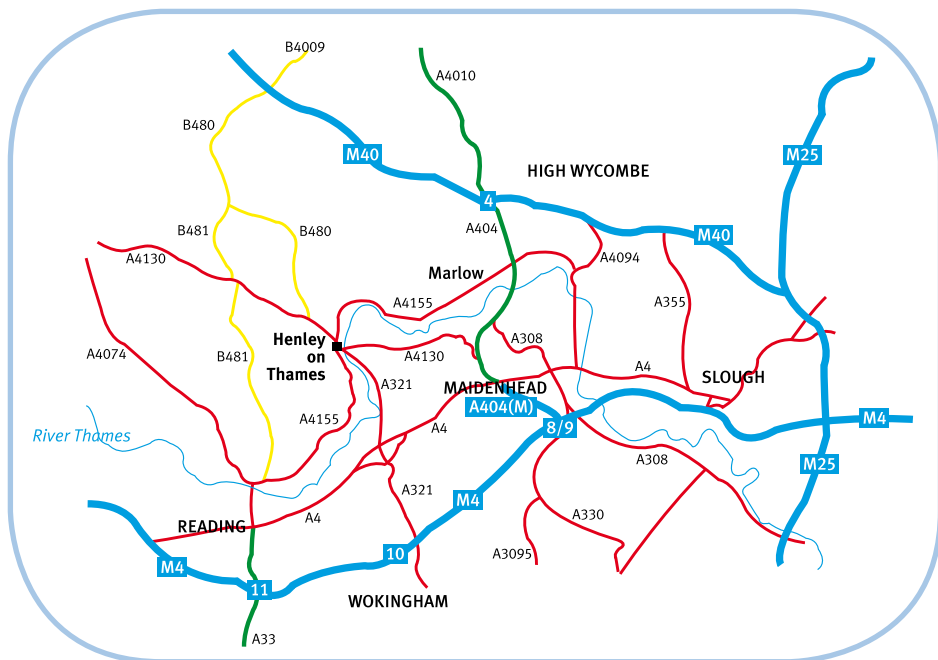 B4009
A4010
B480
M40
M25
HIGH WYCOMBE
4
A404
B481
B480
M40
A4130
Marlow
A4094
A4155
A355
Henley
on
Thames
A4074
A4130
A308
B481
A321
MAIDENHEAD
A4
SLOUGH
A404(M)
A4155
A4
8/9
M4
River Thames
A308
M25
A321
M4
A4
READING
A330
A3095
10
M4
11
WOKINGHAM
A33